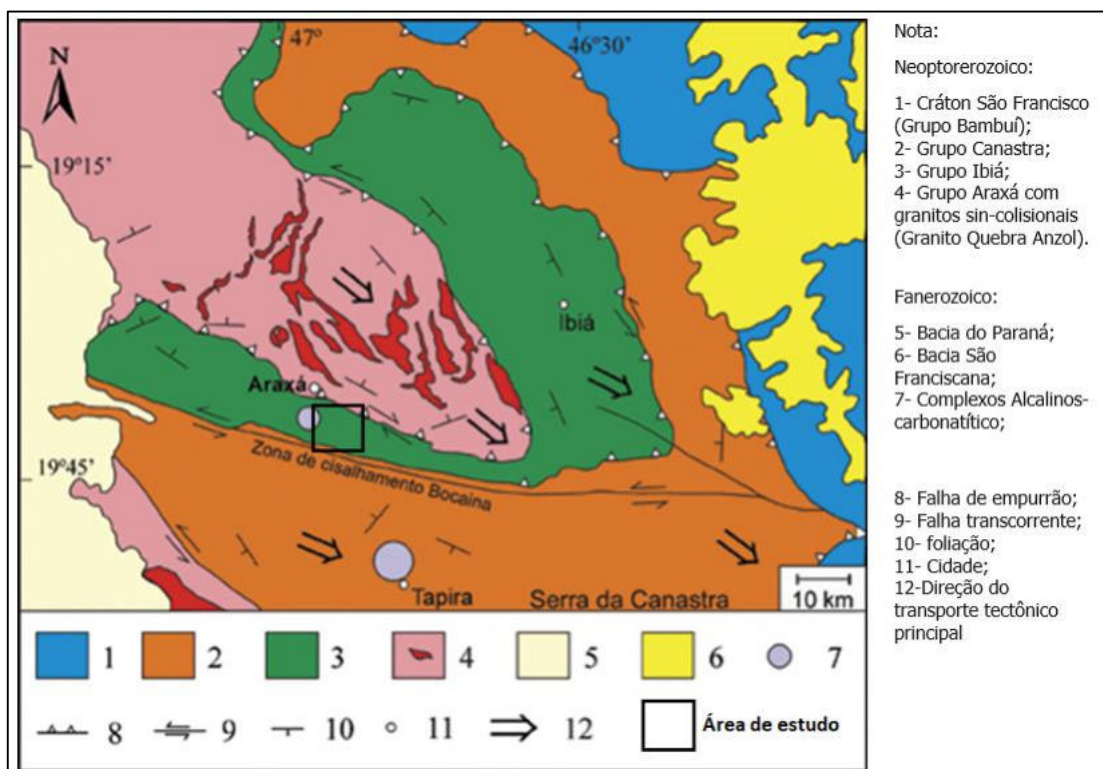 47º
46º30'
N
19º15'
Ibiá
Araxá
19º45'
Zona de cisalhamento Bocaina
Tapira
Serra da Canastra
10 km
1
2
3
4
5
6
7
8
9
10
11
12
Área de estudo
Nota:
Neoptorerozoico:
1- Cráton São Francisco
(Grupo Bambuí);
2- Grupo Canastra;
3- Grupo Ibiá;
4- Grupo Araxá com
granitos sin-colisionais
(Granito Quebra Anzol).
Fanerozoico:
5- Bacia do Paraná;
6- Bacia São
Franciscana;
7- Complexos Alcalinos-
carbonatítico;
8- Falha de empurrão;
9- Falha transcorrente;
10- foliação;
11- Cidade;
12-Direção do
transporte tectônico
principal